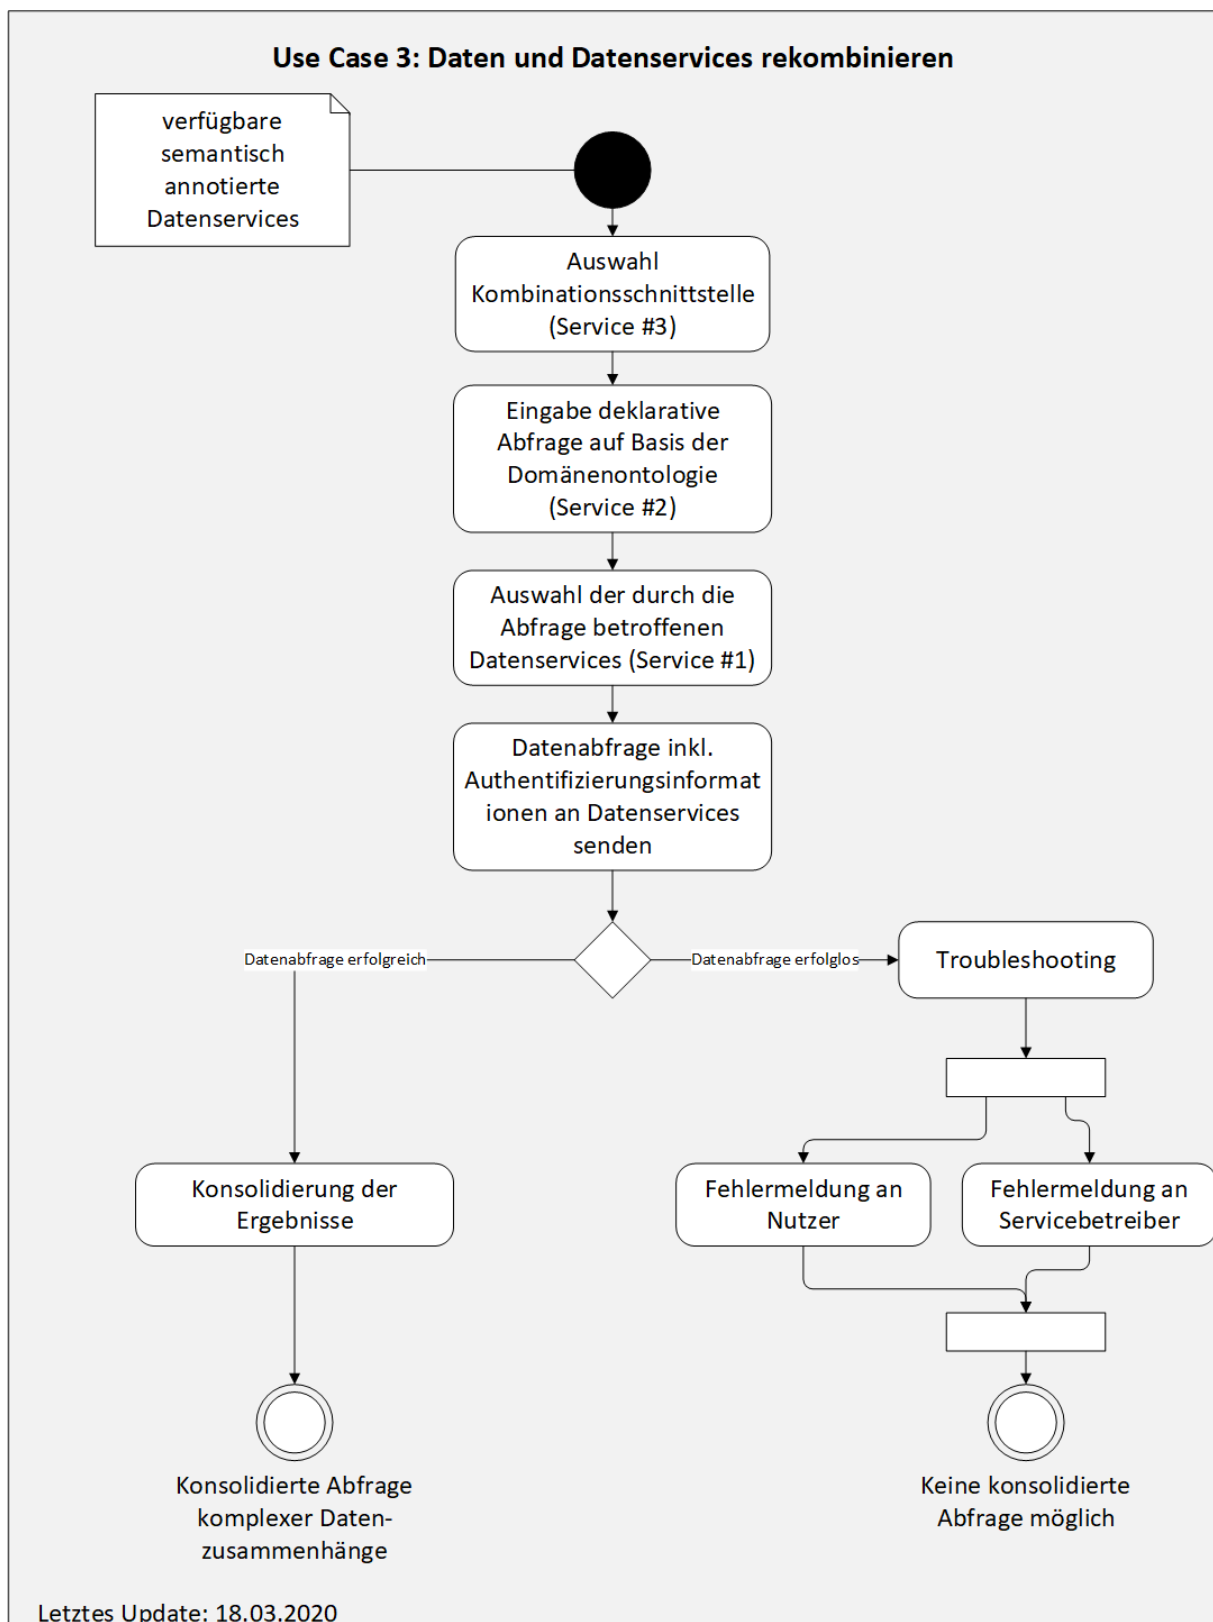 Use Case 3: Daten und Datenservices rekombinieren
verfügbare
semantisch
annotierte
Datenservices
Auswahl
Kombinationsschnittstelle
(Service #3)
Eingabe deklarative
Abfrage auf Basis der
Domänenontologie
(Service #2)
Auswahl der durch die
Abfrage betroffenen
Datenservices (Service #1)
Datenabfrage inkl.
Authentifizierungsinformat
ionen an Datenservices
senden
Datenabfrage erfolgreich
Datenabfrage erfolglos
Troubleshooting
Konsolidierung der
Ergebnisse
Fehlermeldung an
Nutzer
Fehlermeldung an
Servicebetreiber
Konsolidierte Abfrage
komplexer Daten-
zusammenhänge
Keine konsolidierte
Abfrage möglich
Letztes Update: 18.03.2020